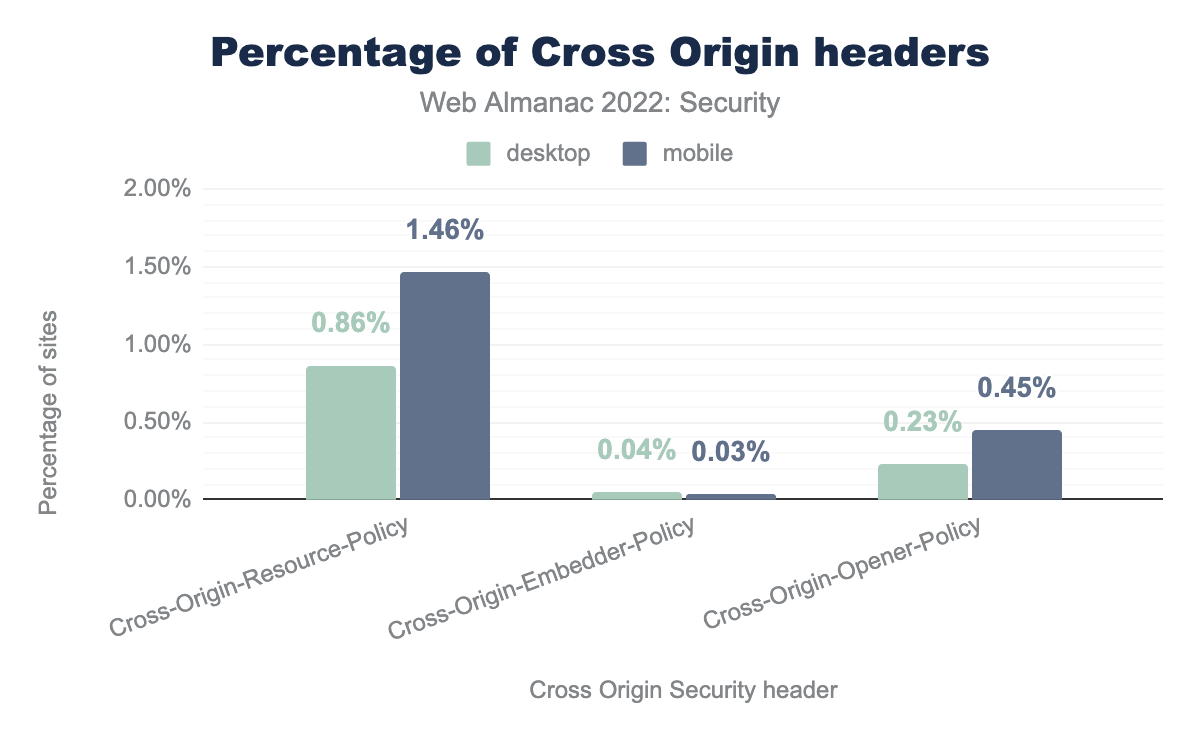 Percentage of Cross Origin headers
Web Almanac 2022: Security
desktop
mobile
2.00%
1.50%
1.00%
0.50%
0.00%
Percentage of sites
0.86%
1.46%
0.04%
0.03%
0.23%
0.45%
Cross-Origin-Resource-Policy
Cross-Origin-Embedder-Policy
Cross-Origin-Opener-Policy
Cross Origin Security header